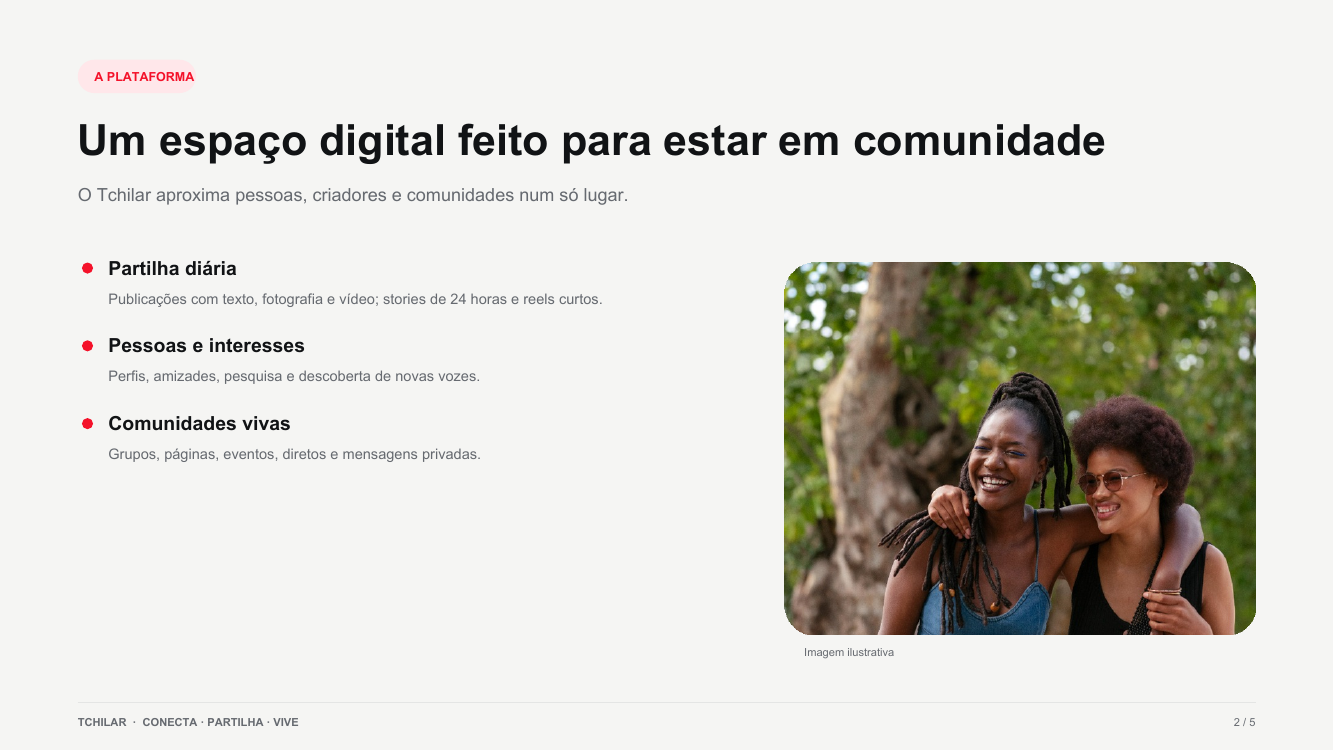 A PLATAFORMA
Um espaço digital feito para estar em comunidade
O Tchilar aproxima pessoas, criadores e comunidades num só lugar.
Partilha diária
Publicações com texto, fotografia e vídeo; stories de 24 horas e reels curtos.
Pessoas e interesses
Perfis, amizades, pesquisa e descoberta de novas vozes.
Comunidades vivas
Grupos, páginas, eventos, diretos e mensagens privadas.
Imagem ilustrativa
TCHILAR · CONECTA · PARTILHA · VIVE
2 / 5